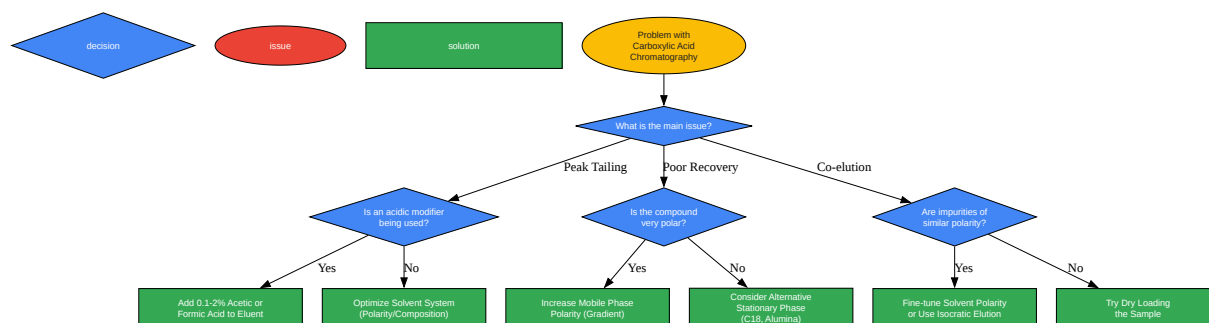 decision
issue
solution
Problem with
Carboxylic Acid
Chromatography
What is the main issue?
Peak Tailing
Poor Recovery
Co-elution
Is an acidic modifier
being used?
Is the compound
very polar?
Are impurities of
similar polarity?
Yes
No
Yes
No
Yes
No
Add 0.1-2% Acetic or
Formic Acid to Eluent
Optimize Solvent System
(Polarity/Composition)
Increase Mobile Phase
Polarity (Gradient)
Consider Alternative
Stationary Phase
(C18, Alumina)
Fine-tune Solvent Polarity
or Use Isocratic Elution
Try Dry Loading
the Sample